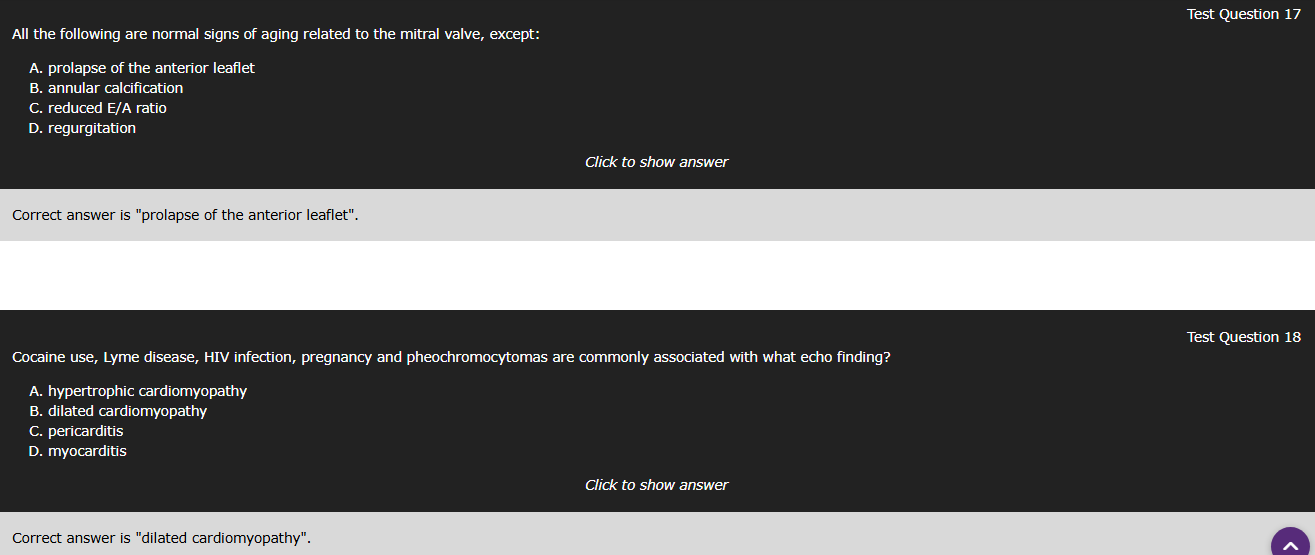 Test Question 17
All the following are normal signs of aging related to the mitral valve, except:
A. prolapse of the anterior leaflet
B. annular calcification
C. reduced E/A ratio
D. regurgitation
Click to show answer
Correct answer is "prolapse of the anterior leaflet".
Test Question 18
Cocaine use, Lyme disease, HIV infection, pregnancy and pheochromocytomas are commonly associated with what echo finding?
A. hypertrophic cardiomyopathy
B. dilated cardiomyopathy
C. pericarditis
D. myocarditis
Click to show answer
Correct answer is "dilated cardiomyopathy".